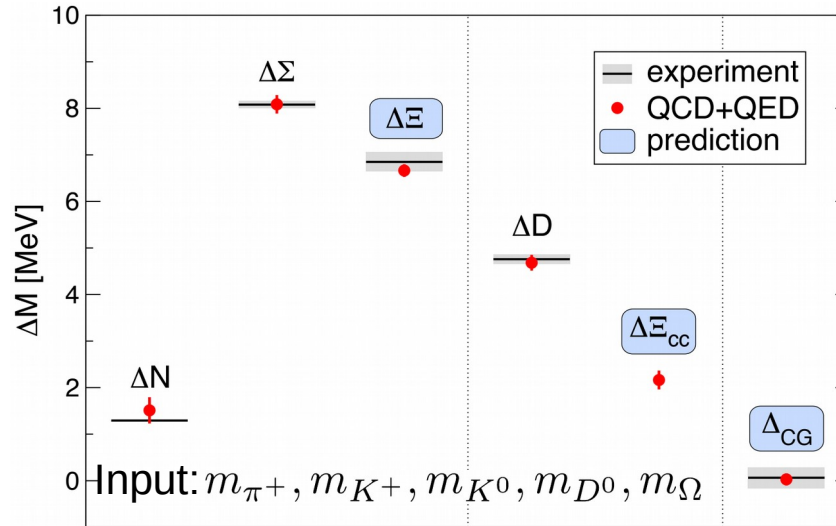 10
8
6
4
2
0
ΔM [MeV]
ΔN
ΔΣ
ΔΞ
ΔD
ΔΞcc
ΔCG
experiment
QCD+QED
prediction
Input: mπ+, mK+, mK0, mD0, mΩ